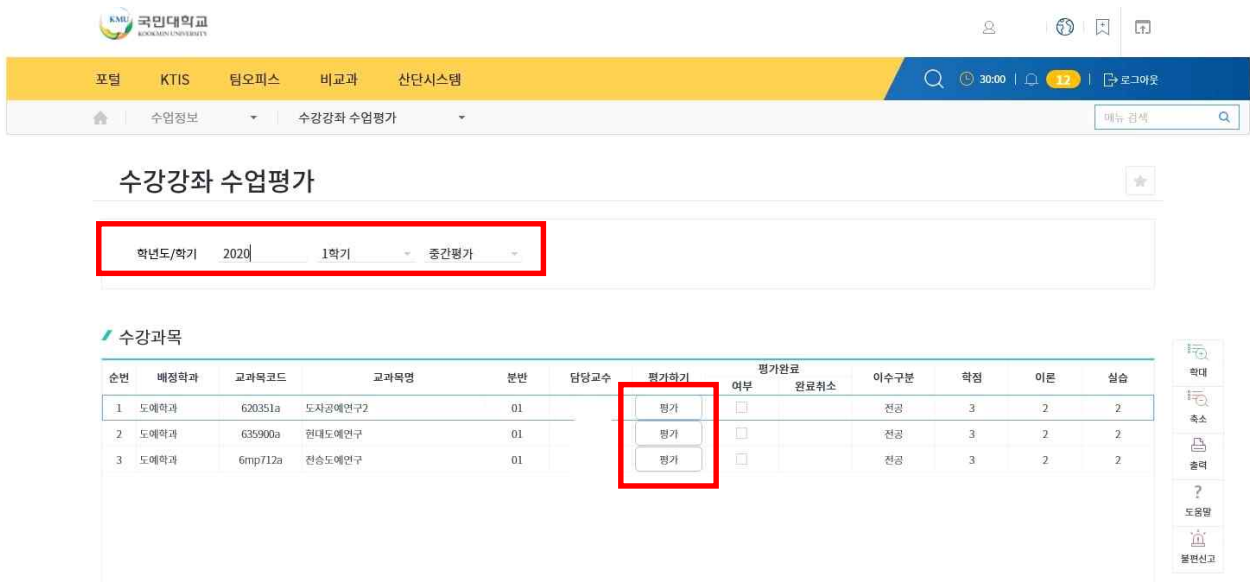 KMU 국민대학교
KOOKMIN UNIVERSITY
포털 KTIS 팀오피스 비교과 산단시스템 30:00 12 로그아웃
수업정보 수강강좌 수업평가 메뉴 검색
수강강좌 수업평가
학년도/학기 2020 1학기 중간평가
수강과목
순번 배정학과 교과목코드 교과목명 분반 담당교수 평가하기 평가완료 이수구분 학점 이론 실습
여부 완료취소
1 도예학과 620351a 도자공예연구2 01 평가 전공 3 2 2
2 도예학과 635900a 현대도예연구 01 평가 전공 3 2 2
3 도예학과 6mp712a 전승도예연구 01 평가 전공 3 2 2
확대
축소
출력
?
도움말
불편신고